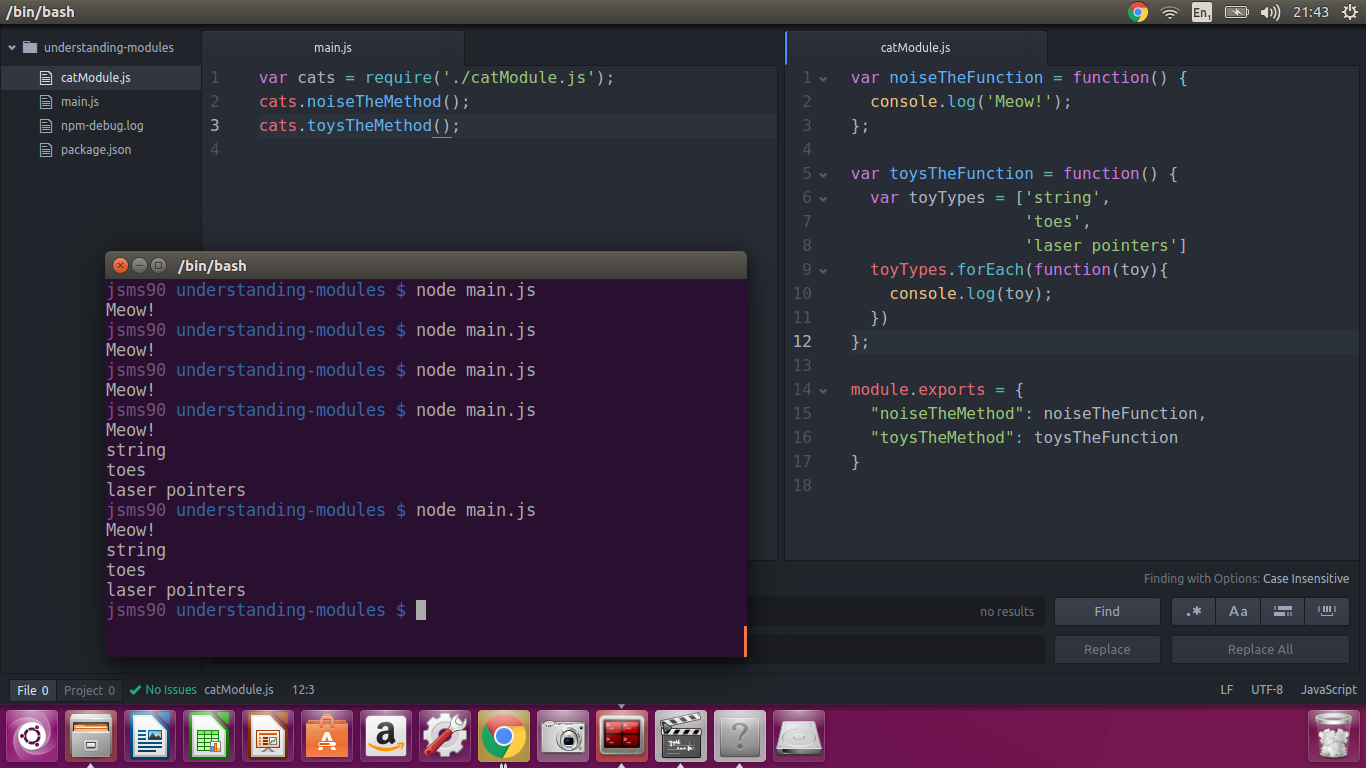 /bin/bash
En1
21:43
understanding-modules
catModule.js
main.js
npm-debug.log
package.json
main.js
1 var cats = require('./catModule.js');
2 cats.noiseTheMethod();
3 cats.toysTheMethod();
4
catModule.js
1 var noiseTheFunction = function() {
2   console.log('Meow!');
3 };
4
5 var toysTheFunction = function() {
6   var toyTypes = ['string',
7                   'toes',
8                   'laser pointers']
9   toyTypes.forEach(function(toy){
10     console.log(toy);
11   })
12 };
13
14 module.exports = {
15   "noiseTheMethod": noiseTheFunction,
16   "toysTheMethod": toysTheFunction
17 }
18
/bin/bash
jsms90 understanding-modules $ node main.js
Meow!
jsms90 understanding-modules $ node main.js
Meow!
jsms90 understanding-modules $ node main.js
Meow!
jsms90 understanding-modules $ node main.js
Meow!
string
toes
laser pointers
jsms90 understanding-modules $ node main.js
Meow!
string
toes
laser pointers
jsms90 understanding-modules $
Finding with Options: Case Insensitive
no results
Find
.*
Aa
Replace
Replace All
File 0
Project 0
No Issues
catModule.js
12:3
LF
UTF-8
JavaScript